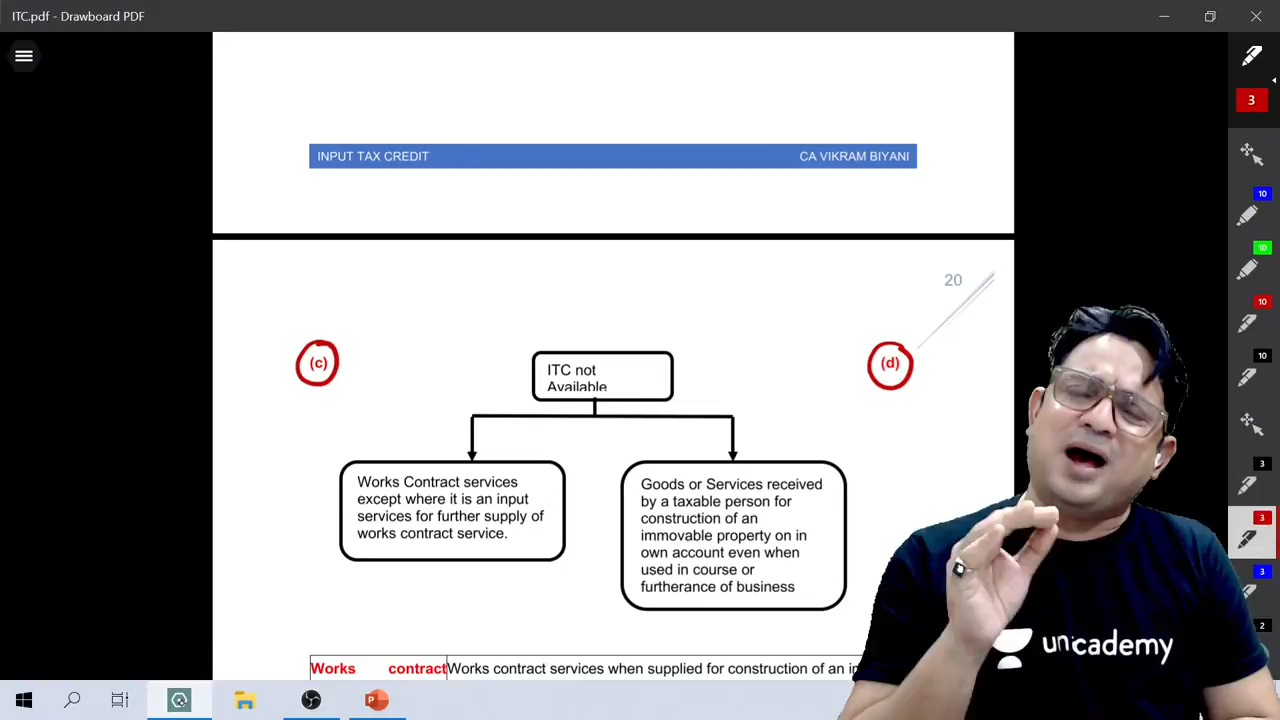 ITC.pdf - Drawboard PDF
3
10
10
10
10
3
3
3
2
INPUT TAX CREDIT CA VIKRAM BIYANI
20
(c)
(d)
ITC not
Available
Works Contract services
except where it is an input
services for further supply of
works contract service.
Goods or Services received
by a taxable person for
construction of an
immovable property on in
own account even when
used in course or
furtherance of business
unacademy
Works contract Works contract services when supplied for construction of an